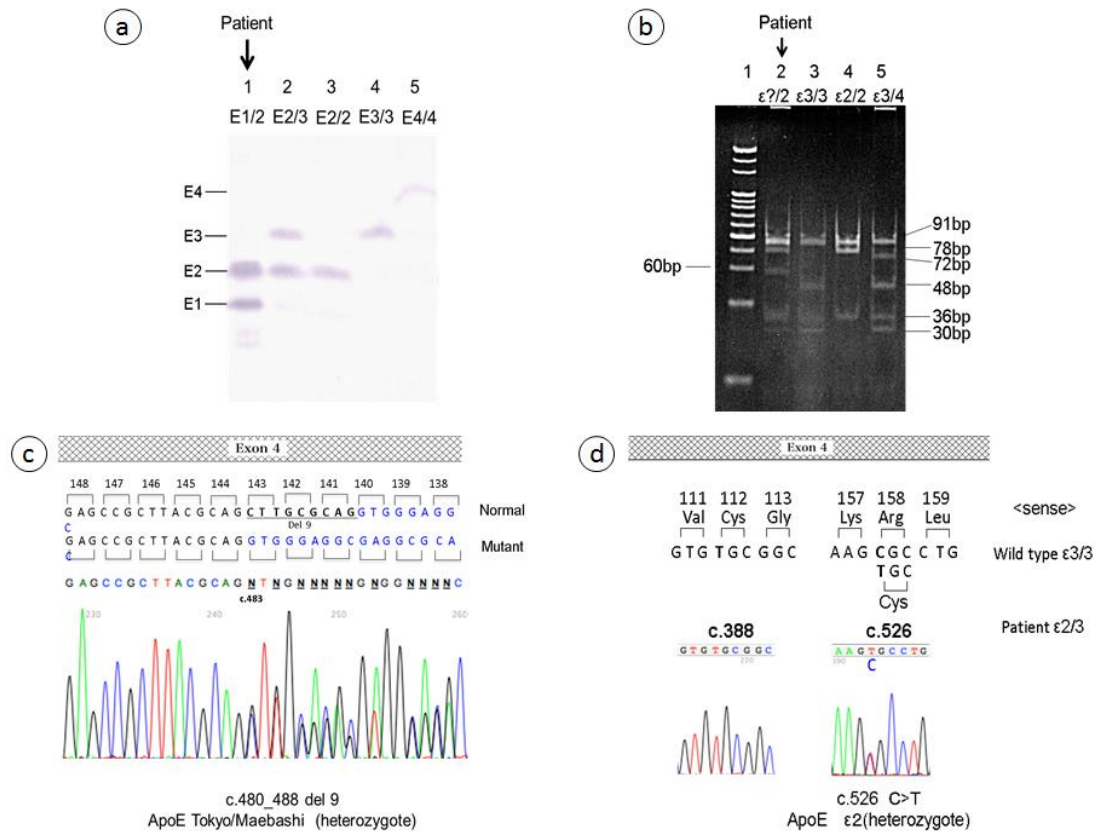 a
Patient
1 2 3 4 5
E1/2 E2/3 E2/2 E3/3 E4/4
E4
E3
E2
E1
b
Patient
1 2 3 4 5
ε?/2 ε3/3 ε2/2 ε3/4
60bp
91bp
78bp
72bp
48bp
36bp
30bp
c
Exon 4
148 147 146 145 144 143 142 141 140 139 138
GAGCCGCTTACGCAGCTTGCGCAGGTGGGAGG Normal
Del 9
C
GAGCCGCTTACGCAGGTGGGAGGCGAGGCGCA Mutant
C
GAGCCGCTTACGCAGNTNGNNNNNGNGGNNNNC
c.483
230 240 250 260
c.480_488 del 9
ApoE Tokyo/Maebashi (heterozygote)
d
Exon 4
111 112 113 157 158 159 <sense>
Val Cys Gly Lys Arg Leu
GTG TGC GGC AAG CGC CTG Wild type ε3/3
TGC
Cys
Patient ε2/3
c.388 c.526
GTGTGCGGC AAGTGCCTG
220 190 C
c.526 C>T
ApoE ε2(heterozygote)